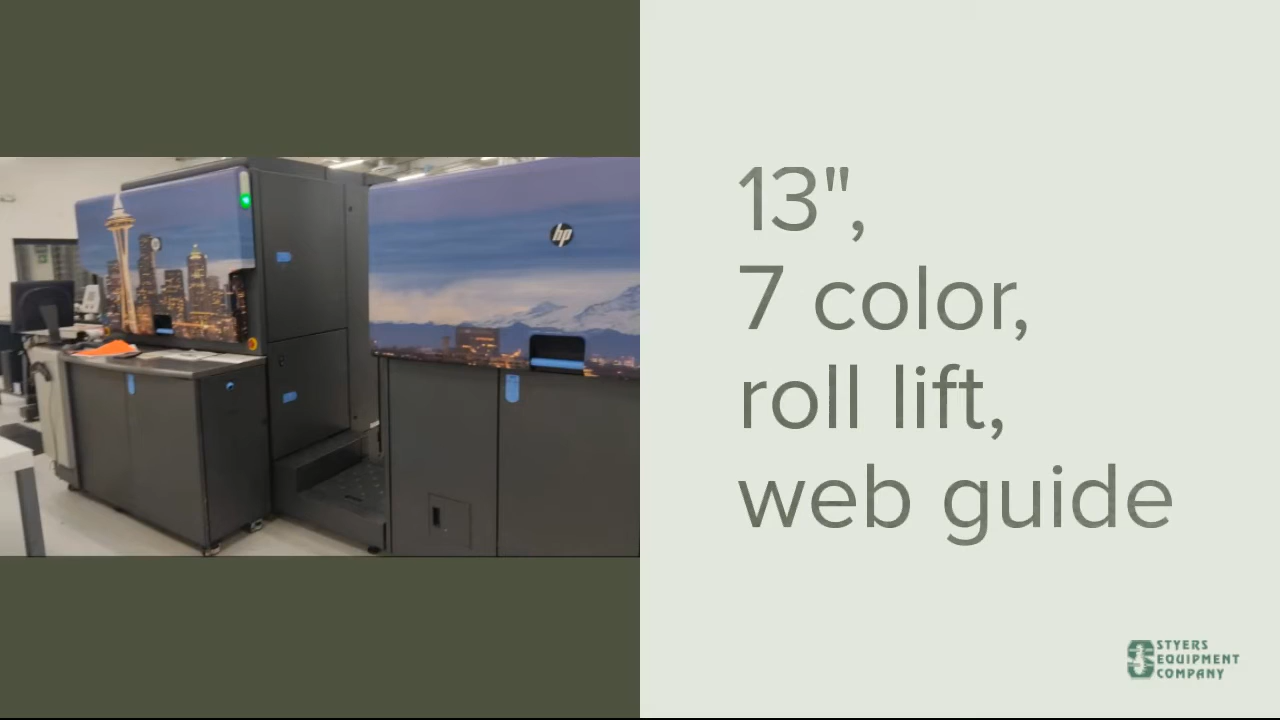 hp
13",
7 color,
roll lift,
web guide
STYERS
EQUIPMENT
COMPANY